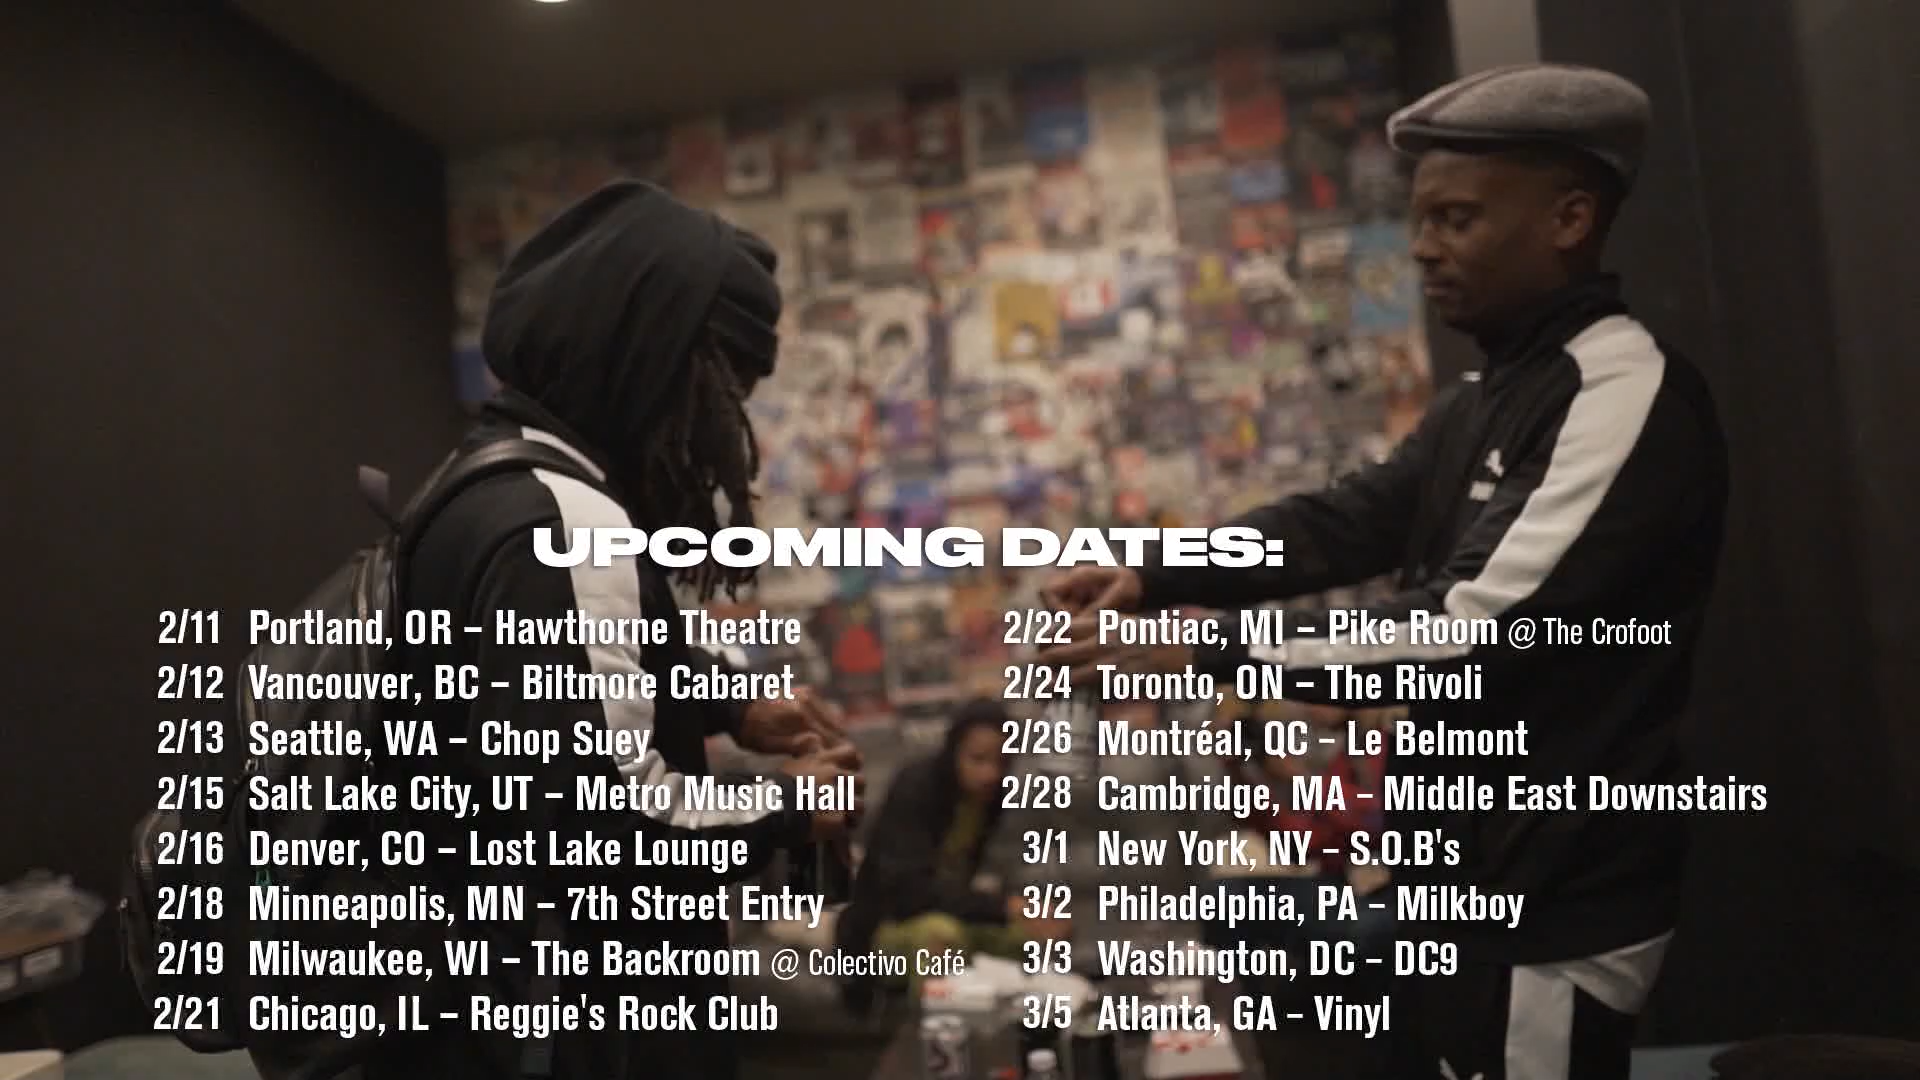 UPCOMING DATES:
2/11 Portland, OR – Hawthorne Theatre
2/12 Vancouver, BC – Biltmore Cabaret
2/13 Seattle, WA – Chop Suey
2/15 Salt Lake City, UT – Metro Music Hall
2/16 Denver, CO – Lost Lake Lounge
2/18 Minneapolis, MN – 7th Street Entry
2/19 Milwaukee, WI – The Backroom @ Colectivo Café
2/21 Chicago, IL – Reggie's Rock Club
2/22 Pontiac, MI – Pike Room @ The Crofoot
2/24 Toronto, ON – The Rivoli
2/26 Montréal, QC – Le Belmont
2/28 Cambridge, MA – Middle East Downstairs
3/1 New York, NY – S.O.B's
3/2 Philadelphia, PA – Milkboy
3/3 Washington, DC – DC9
3/5 Atlanta, GA – Vinyl